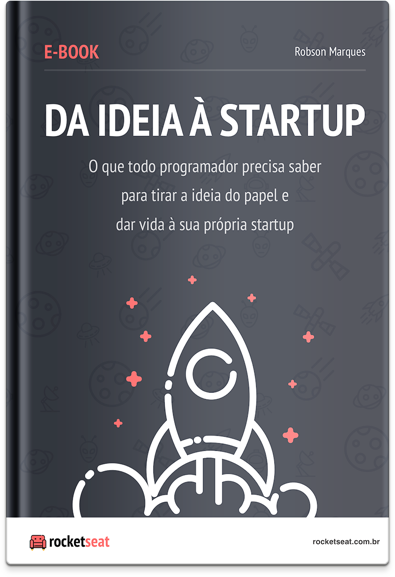 E-BOOK
Robson Marques
DA IDEIA À STARTUP
O que todo programador precisa saber
para tirar a ideia do papel e
dar vida à sua própria startup
rocketseat
rocketseat.com.br